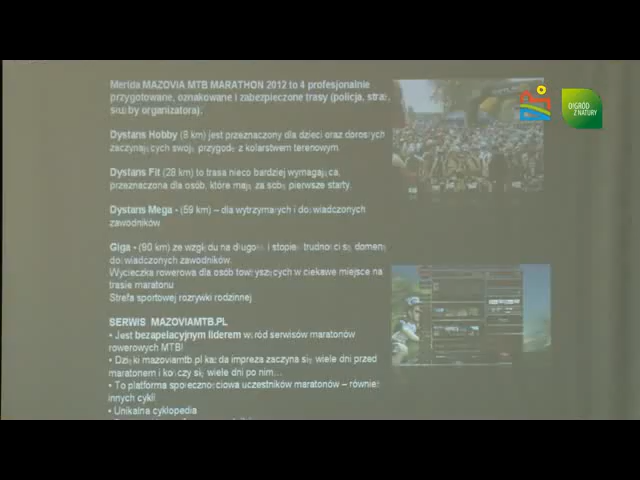 Merida MAZOVIA MTB MARATHON 2012 to 4 profesjonalnie
przygotowane, oznakowane i zabezpieczone trasy (policja, straż,
służby organizatora).
Dystans Hobby (8 km) jest przeznaczony dla dzieci oraz dorosłych
zaczynających swoją przygodę z kolarstwem terenowym.
Dystans Fit (28 km) to trasa nieco bardziej wymagająca,
przeznaczona dla osób, które mają za sobą pierwsze starty.
Dystans Mega - (59 km) – dla wytrzymałych i doświadczonych
zawodników
Giga - (90 km) ze względu na długość i stopień trudności są domeną
doświadczonych zawodników.
Wycieczka rowerowa dla osób towarzyszących w ciekawe miejsce na
trasie maratonu
Strefa sportowej rozrywki rodzinnej
SERWIS MAZOVIAMTB.PL
• Jest bezapelacyjnym liderem wśród serwisów maratonów
rowerowych MTB!
• Dzięki mazoviamtb.pl każda impreza zaczyna się wiele dni przed
maratonem i kończy się wiele dni po nim...
• To platforma społecznościowa uczestników maratonów – również
innych cykli
• Unikalna cyklopedia
OGRÓD
Z NATURY